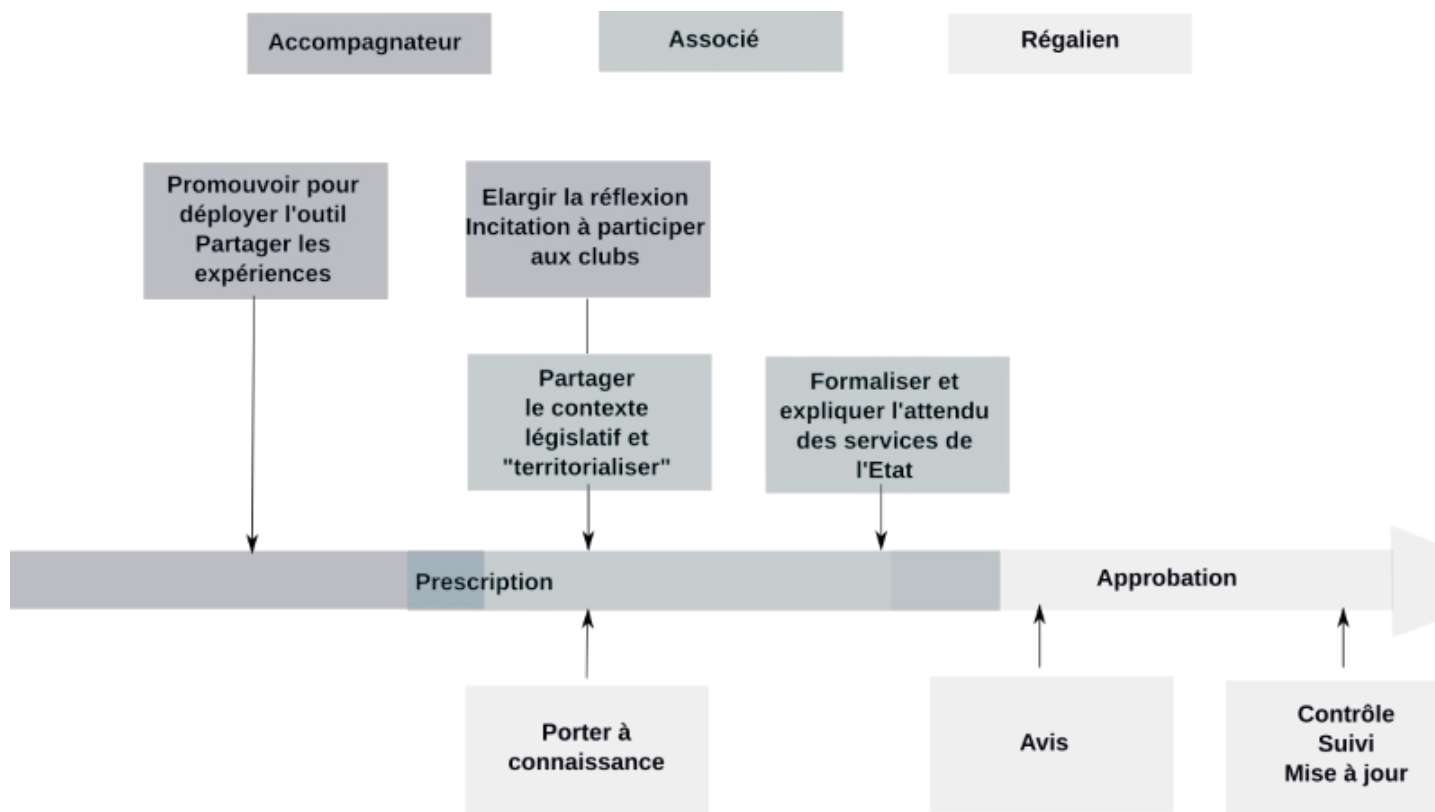 Accompagnateur
Associé
Régalien
Promouvoir pour
déployer l'outil
Partager les
expériences
Elargir la réflexion
Incitation à participer
aux clubs
Partager
le contexte
législatif et
"territorialiser"
Formaliser et
expliquer l'attendu
des services de
l'Etat
Prescription
Approbation
Porter à
connaissance
Avis
Contrôle
Suivi
Mise à jour